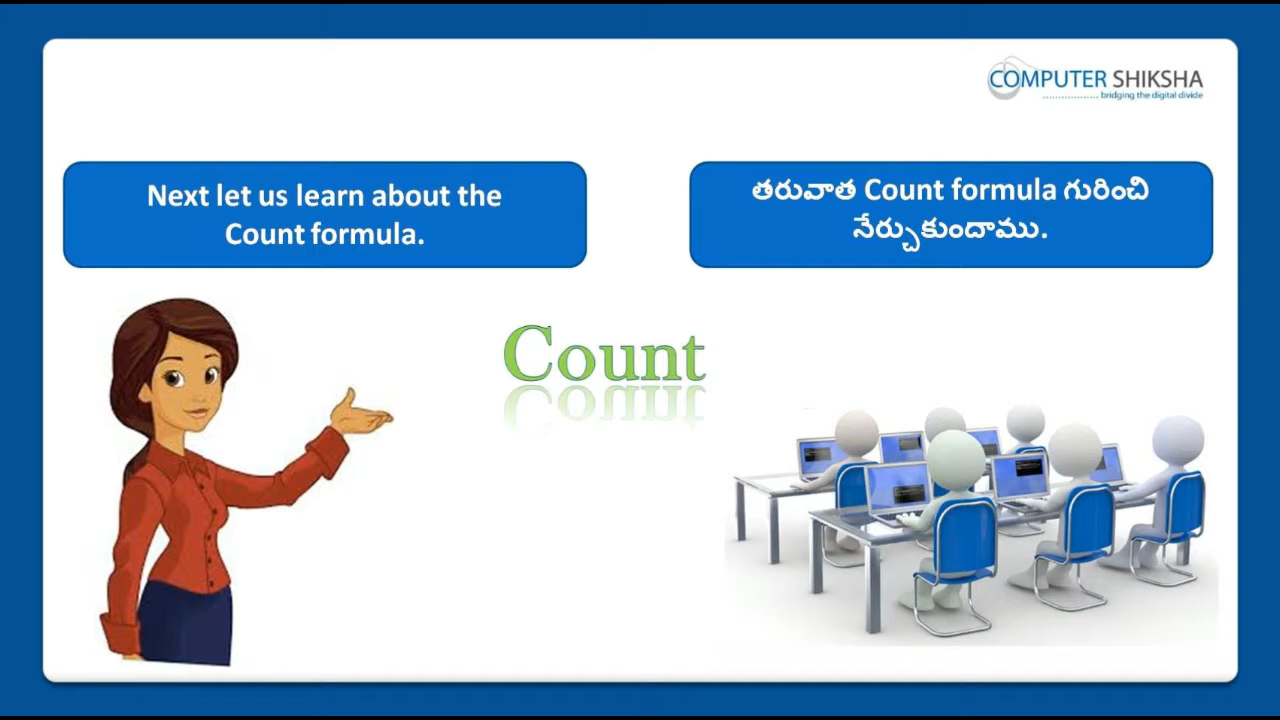 COMPUTER SHIKSHA
bridging the digital divide
Next let us learn about the
Count formula.
తరువాత Count formula గురించి
నేర్చుకుందాము.
Count